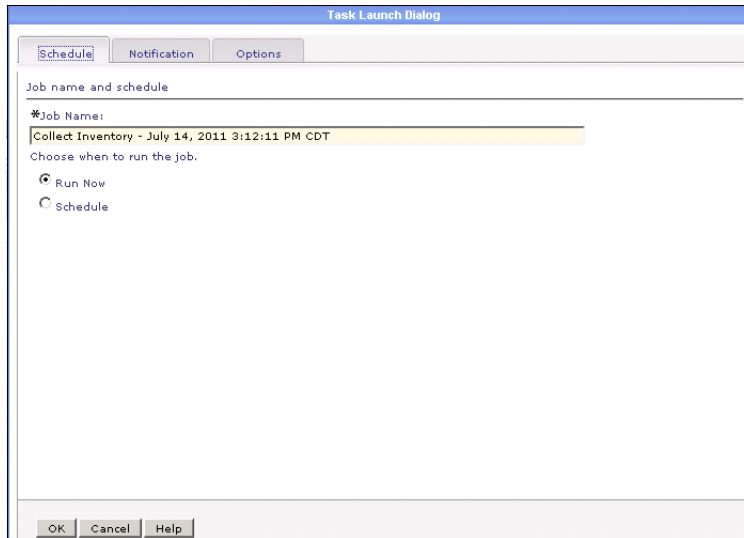 Task Launch Dialog
Schedule Notification Options
Job name and schedule
*Job Name:
Collect Inventory - July 14, 2011 3:12:11 PM CDT
Choose when to run the job.
Run Now
Schedule
OK Cancel Help